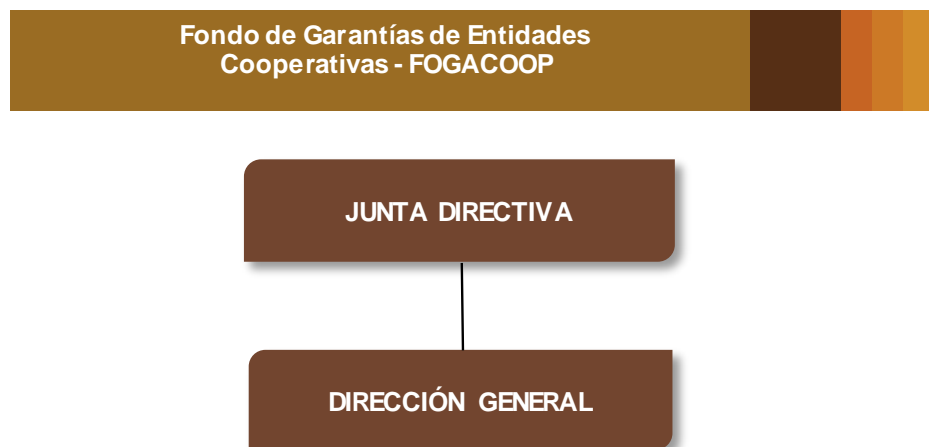 Fondo de Garantías de Entidades
Cooperativas - FOGACOOP
JUNTA DIRECTIVA
DIRECCIÓN GENERAL